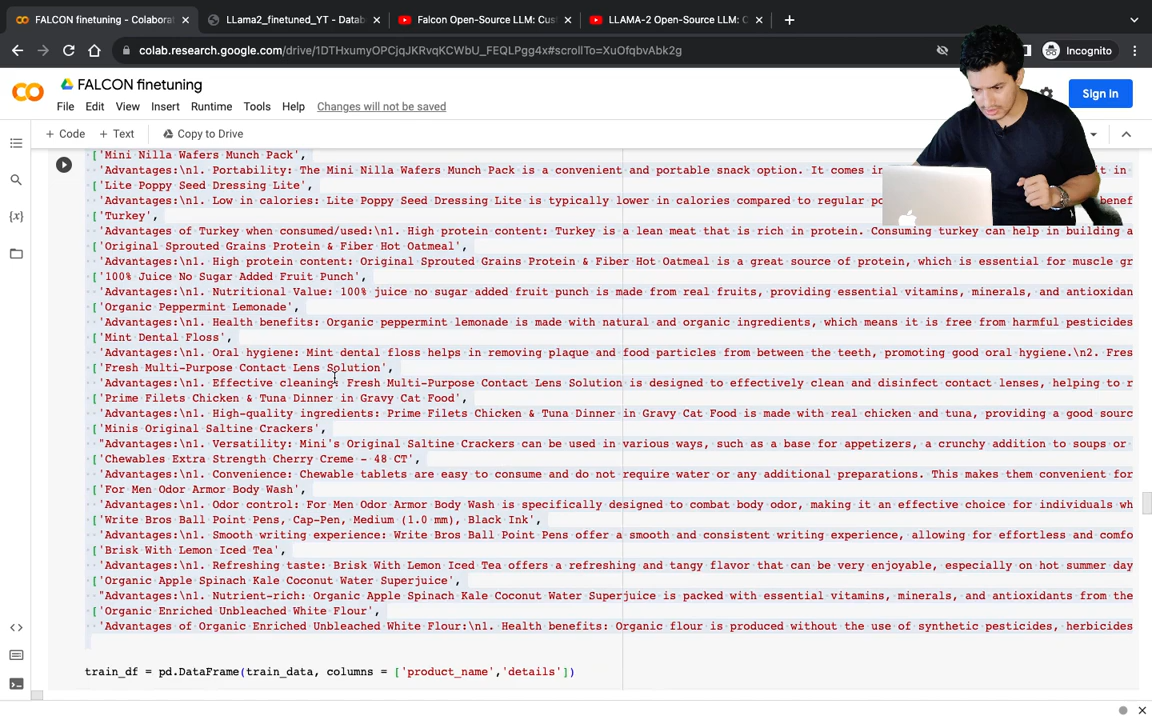 FALCON finetuning - Colaborat
LLama2_finetuned_YT - Datab
Falcon Open-Source LLM: Cus
LLAMA-2 Open-Source LLM: C
colab.research.google.com/drive/1DTHxumyOPCjqJKRvqKCWbU_FEQLPgg4x#scrollTo=XuOfqbvAbk2g
Incognito
CO
FALCON finetuning
Sign in
File Edit View Insert Runtime Tools Help Changes will not be saved
+ Code + Text Copy to Drive
['Mini Nilla Wafers Munch Pack',
'Advantages:\n1. Portability: The Mini Nilla Wafers Munch Pack is a convenient and portable snack option. It comes in t in
['Lite Poppy Seed Dressing Lite',
'Advantages:\n1. Low in calories: Lite Poppy Seed Dressing Lite is typically lower in calories compared to regular po benef
['Turkey',
'Advantages of Turkey when consumed/used:\n1. High protein content: Turkey is a lean meat that is rich in protein. Consuming turkey can help in building a
['Original Sprouted Grains Protein & Fiber Hot Oatmeal',
'Advantages:\n1. High protein content: Original Sprouted Grains Protein & Fiber Hot Oatmeal is a great source of protein, which is essential for muscle gr
['100% Juice No Sugar Added Fruit Punch',
'Advantages:\n1. Nutritional Value: 100% juice no sugar added fruit punch is made from real fruits, providing essential vitamins, minerals, and antioxidan
['Organic Peppermint Lemonade',
'Advantages:\n1. Health benefits: Organic peppermint lemonade is made with natural and organic ingredients, which means it is free from harmful pesticides
['Mint Dental Floss',
'Advantages:\n1. Oral hygiene: Mint dental floss helps in removing plaque and food particles from between the teeth, promoting good oral hygiene.\n2. Fres
['Fresh Multi-Purpose Contact Lens Solution',
'Advantages:\n1. Effective cleaning: Fresh Multi-Purpose Contact Lens Solution is designed to effectively clean and disinfect contact lenses, helping to r
['Prime Filets Chicken & Tuna Dinner in Gravy Cat Food',
'Advantages:\n1. High-quality ingredients: Prime Filets Chicken & Tuna Dinner in Gravy Cat Food is made with real chicken and tuna, providing a good sourc
['Minis Original Saltine Crackers',
"Advantages:\n1. Versatility: Mini's Original Saltine Crackers can be used in various ways, such as a base for appetizers, a crunchy addition to soups or
['Chewables Extra Strength Cherry Creme - 48 CT',
'Advantages:\n1. Convenience: Chewable tablets are easy to consume and do not require water or any additional preparations. This makes them convenient for
['For Men Odor Armor Body Wash',
'Advantages:\n1. Odor control: For Men Odor Armor Body Wash is specifically designed to combat body odor, making it an effective choice for individuals wh
['Write Bros Ball Point Pens, Cap-Pen, Medium (1.0 mm), Black Ink',
'Advantages:\n1. Smooth writing experience: Write Bros Ball Point Pens offer a smooth and consistent writing experience, allowing for effortless and comfo
['Brisk With Lemon Iced Tea',
'Advantages:\n1. Refreshing taste: Brisk With Lemon Iced Tea offers a refreshing and tangy flavor that can be very enjoyable, especially on hot summer day
['Organic Apple Spinach Kale Coconut Water Superjuice',
"Advantages:\n1. Nutrient-rich: Organic Apple Spinach Kale Coconut Water Superjuice is packed with essential vitamins, minerals, and antioxidants from the
['Organic Enriched Unbleached White Flour',
'Advantages of Organic Enriched Unbleached White Flour:\n1. Health benefits: Organic flour is produced without the use of synthetic pesticides, herbicides
train_df = pd.DataFrame(train_data, columns = ['product_name','details'])